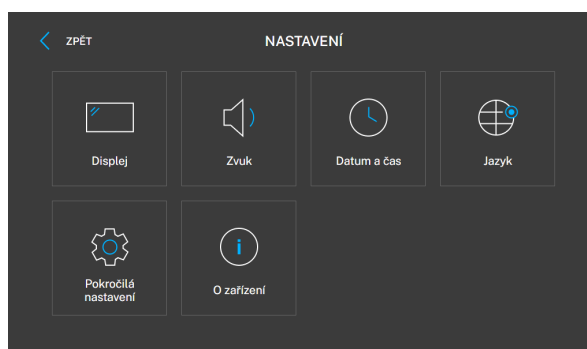 ZPĚT
NASTAVENÍ
Displej
Zvuk
Datum a čas
Jazyk
Pokročilá
nastavení
O zařízení